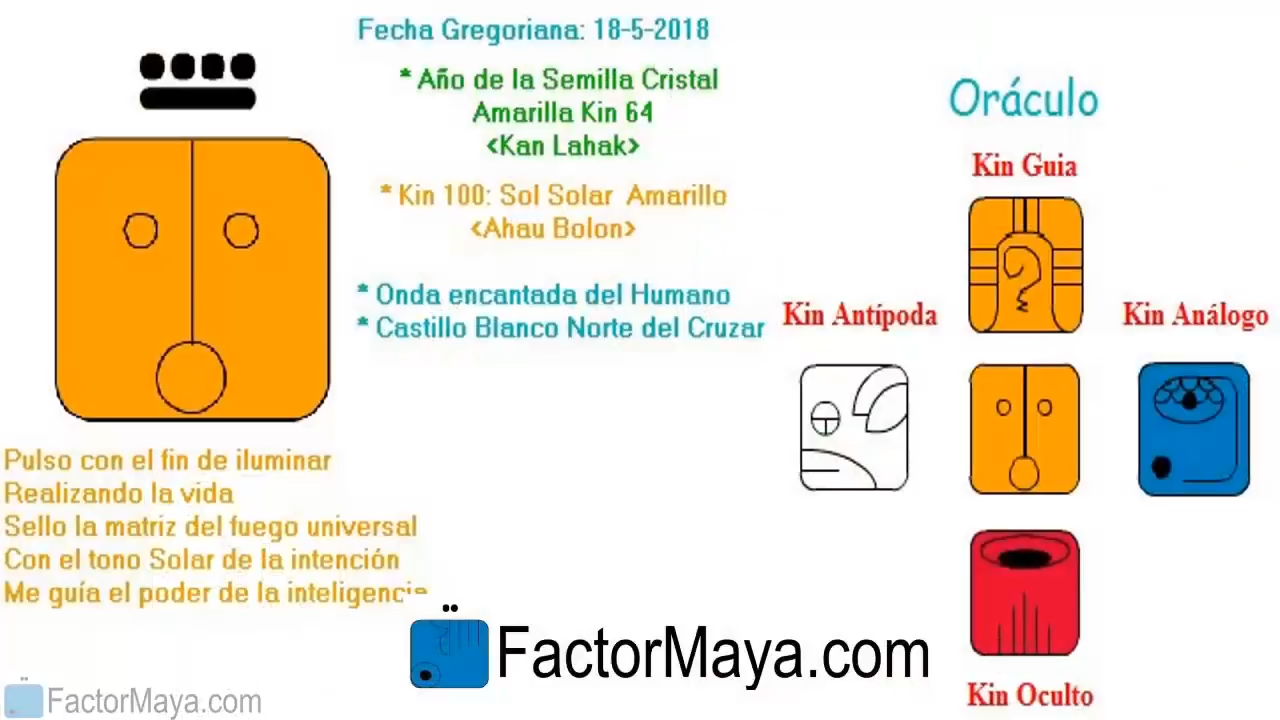 Fecha Gregoriana: 18-5-2018
* Año de la Semilla Cristal
Amarilla Kin 64
<Kan Lahak>
* Kin 100: Sol Solar Amarillo
<Ahau Bolon>
* Onda encantada del Humano
* Castillo Blanco Norte del Cruzar
Oráculo
Kin Guia
Kin Antípoda
Kin Análogo
Kin Oculto
Pulso con el fin de iluminar
Realizando la vida
Sello la matriz del fuego universal
Con el tono Solar de la intención
Me guía el poder de la inteligencia
FactorMaya.com
FactorMaya.com